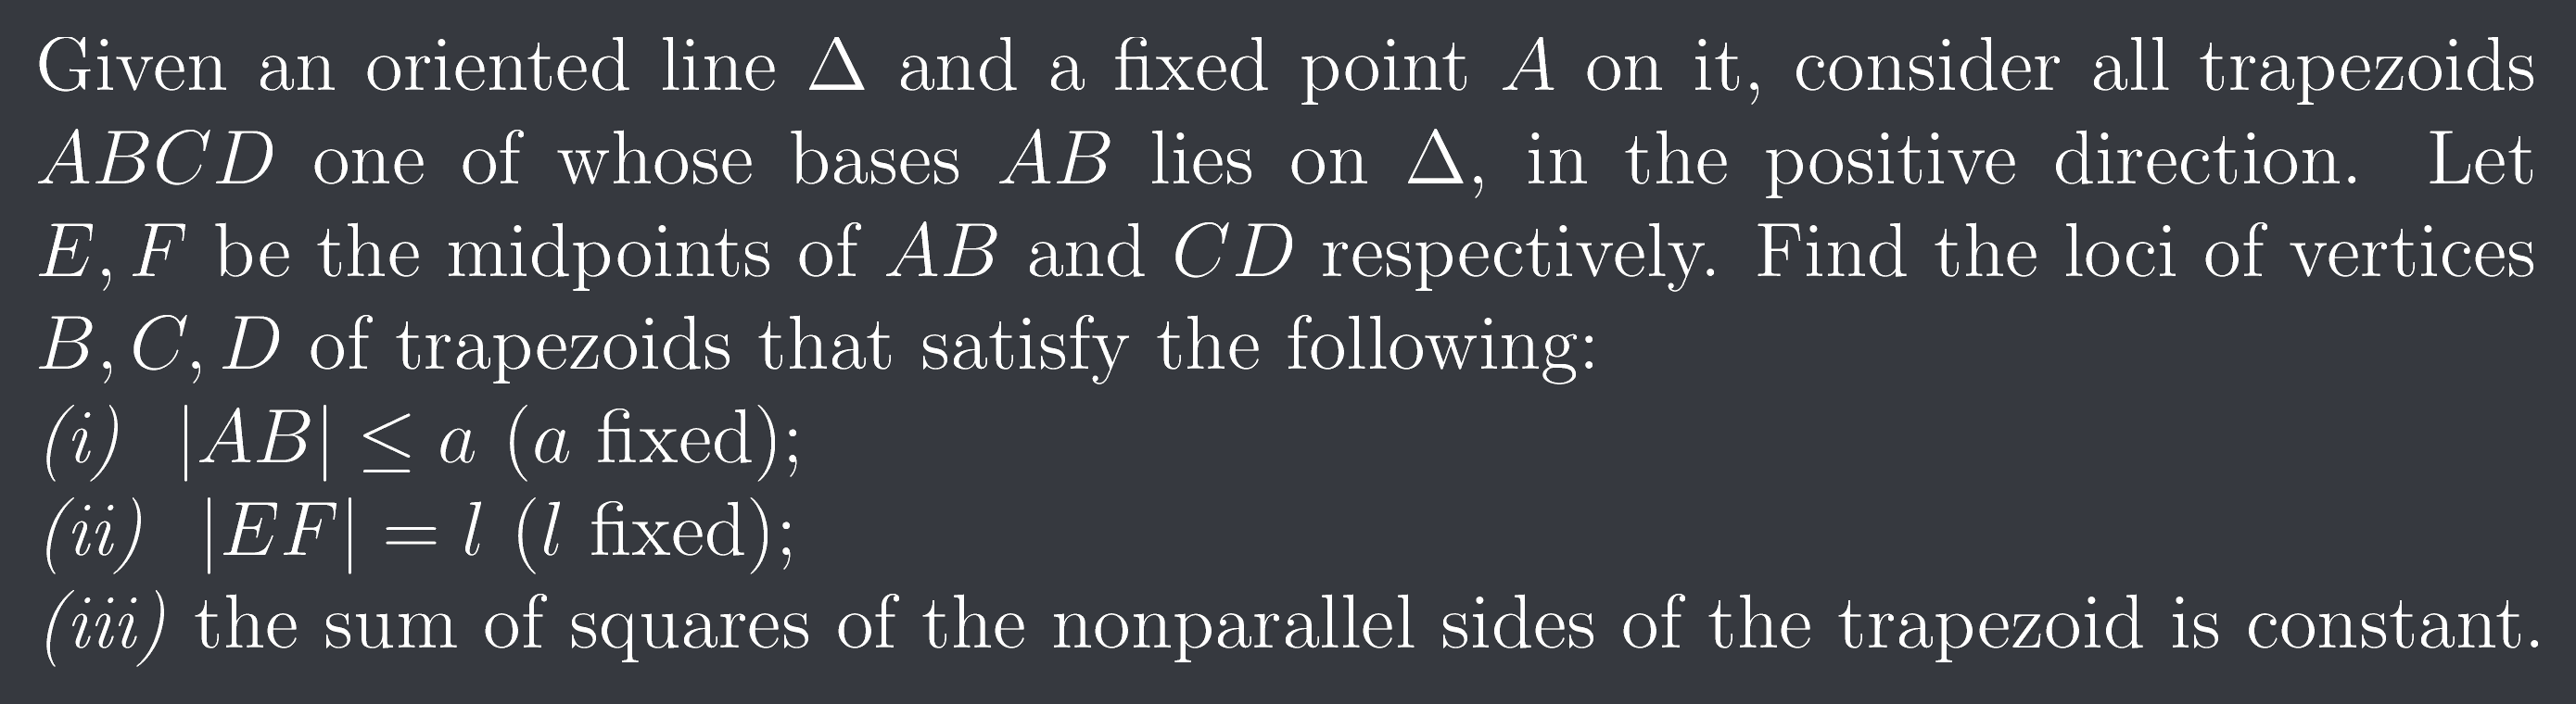 Given an oriented line Δ and a fixed point A on it, consider all trapezoids
ABCD one of whose bases AB lies on Δ, in the positive direction. Let
E, F be the midpoints of AB and CD respectively. Find the loci of vertices
B, C, D of trapezoids that satisfy the following:
(i) |AB| ≤ a (a fixed);
(ii) |EF| = l (l fixed);
(iii) the sum of squares of the nonparallel sides of the trapezoid is constant.